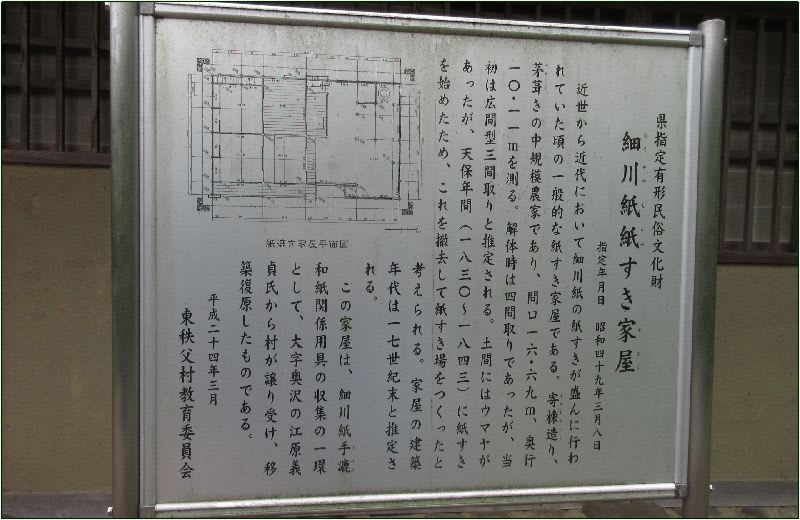 県指定有形民俗文化財
細川紙紙すき家屋
指定年月日 昭和四十九年三月八日
近世から近代において細川紙の紙すきが盛んに行わ
れていた頃の一般的な紙すき家屋である。寄棟造り、
茅葺きの中規模農家であり、間口一六・六九m、奥行
一〇・一一mを測る。解体時は四間取りであったが、当
初は広間型三間取りと推定される。土間にはウマヤが
あったが、天保年間(一八三〇~一八四三)に紙すき
を始めたため、これを撤去して紙すき場をつくったと
考えられる。家屋の建築
年代は一七世紀末と推定さ
れる。
この家屋は、細川紙手漉
和紙関係用具の収集の一環
として、大字奥沢の江原義
貞氏から村が譲り受け、移
築復原したものである。
平成二十四年三月
東秩父村教育委員会
紙漉き家屋平面図